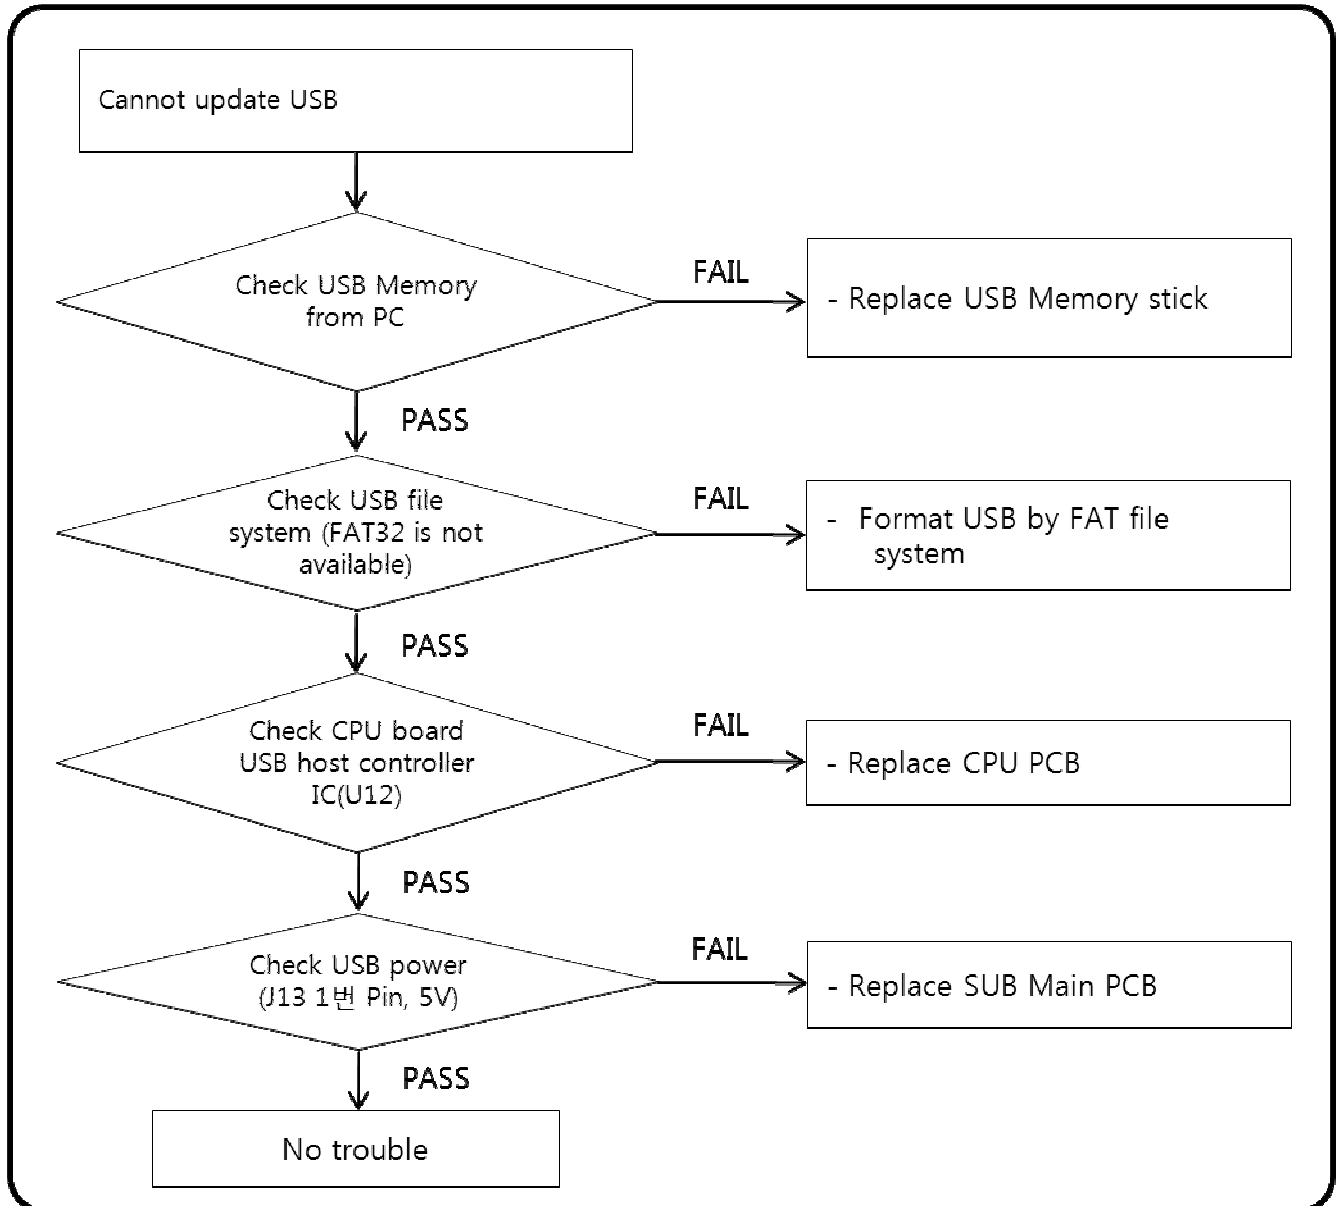 Cannot update USB
Check USB Memory
from PC
FAIL
- Replace USB Memory stick
PASS
Check USB file
system (FAT32 is not
available)
FAIL
- Format USB by FAT file
system
PASS
Check CPU board
USB host controller
IC(U12)
FAIL
- Replace CPU PCB
PASS
Check USB power
(J13 1번 Pin, 5V)
FAIL
- Replace SUB Main PCB
PASS
No trouble